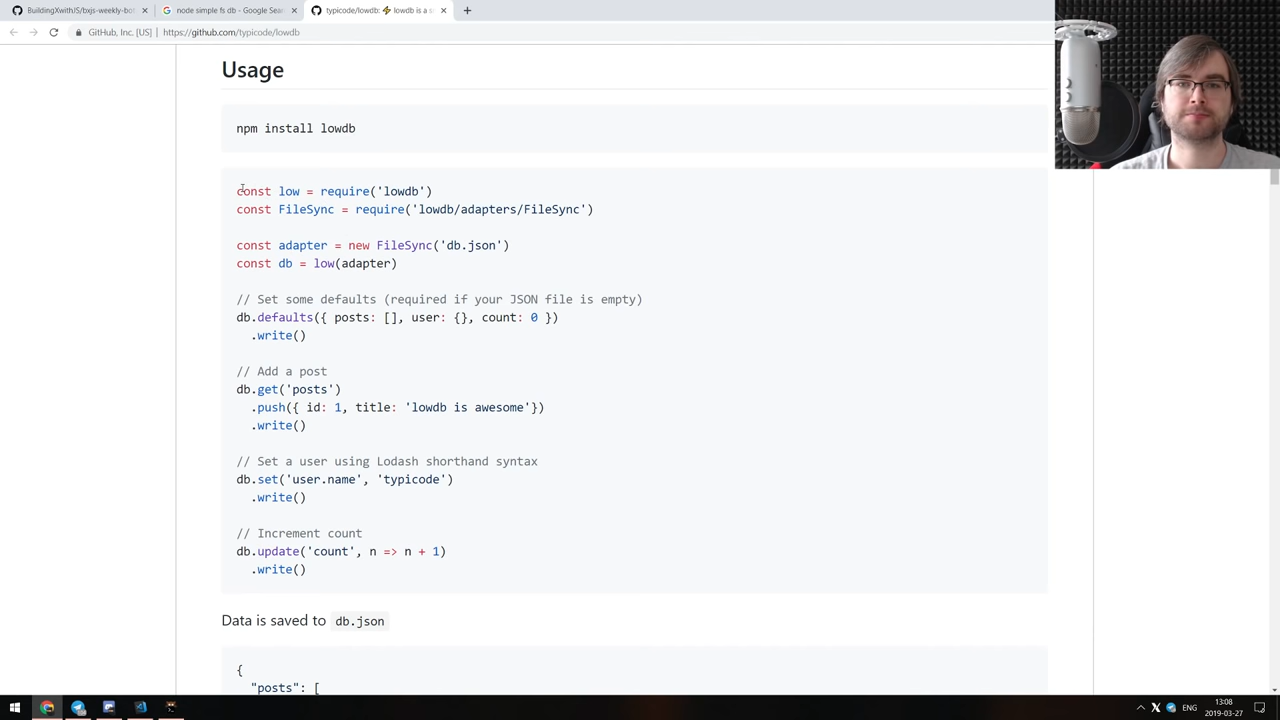 BuildingXwithJS/bxjs-weekly-bo
node simple fs db - Google Sea
typicode/lowdb: ⚡ lowdb is a s
GitHub, Inc. [US] | https://github.com/typicode/lowdb
Usage
npm install lowdb
const low = require('lowdb')
const FileSync = require('lowdb/adapters/FileSync')
const adapter = new FileSync('db.json')
const db = low(adapter)
// Set some defaults (required if your JSON file is empty)
db.defaults({ posts: [], user: {}, count: 0 })
  .write()
// Add a post
db.get('posts')
  .push({ id: 1, title: 'lowdb is awesome'})
  .write()
// Set a user using Lodash shorthand syntax
db.set('user.name', 'typicode')
  .write()
// Increment count
db.update('count', n => n + 1)
  .write()
Data is saved to db.json
{
  "posts": [
ENG
13:08
2019-03-27